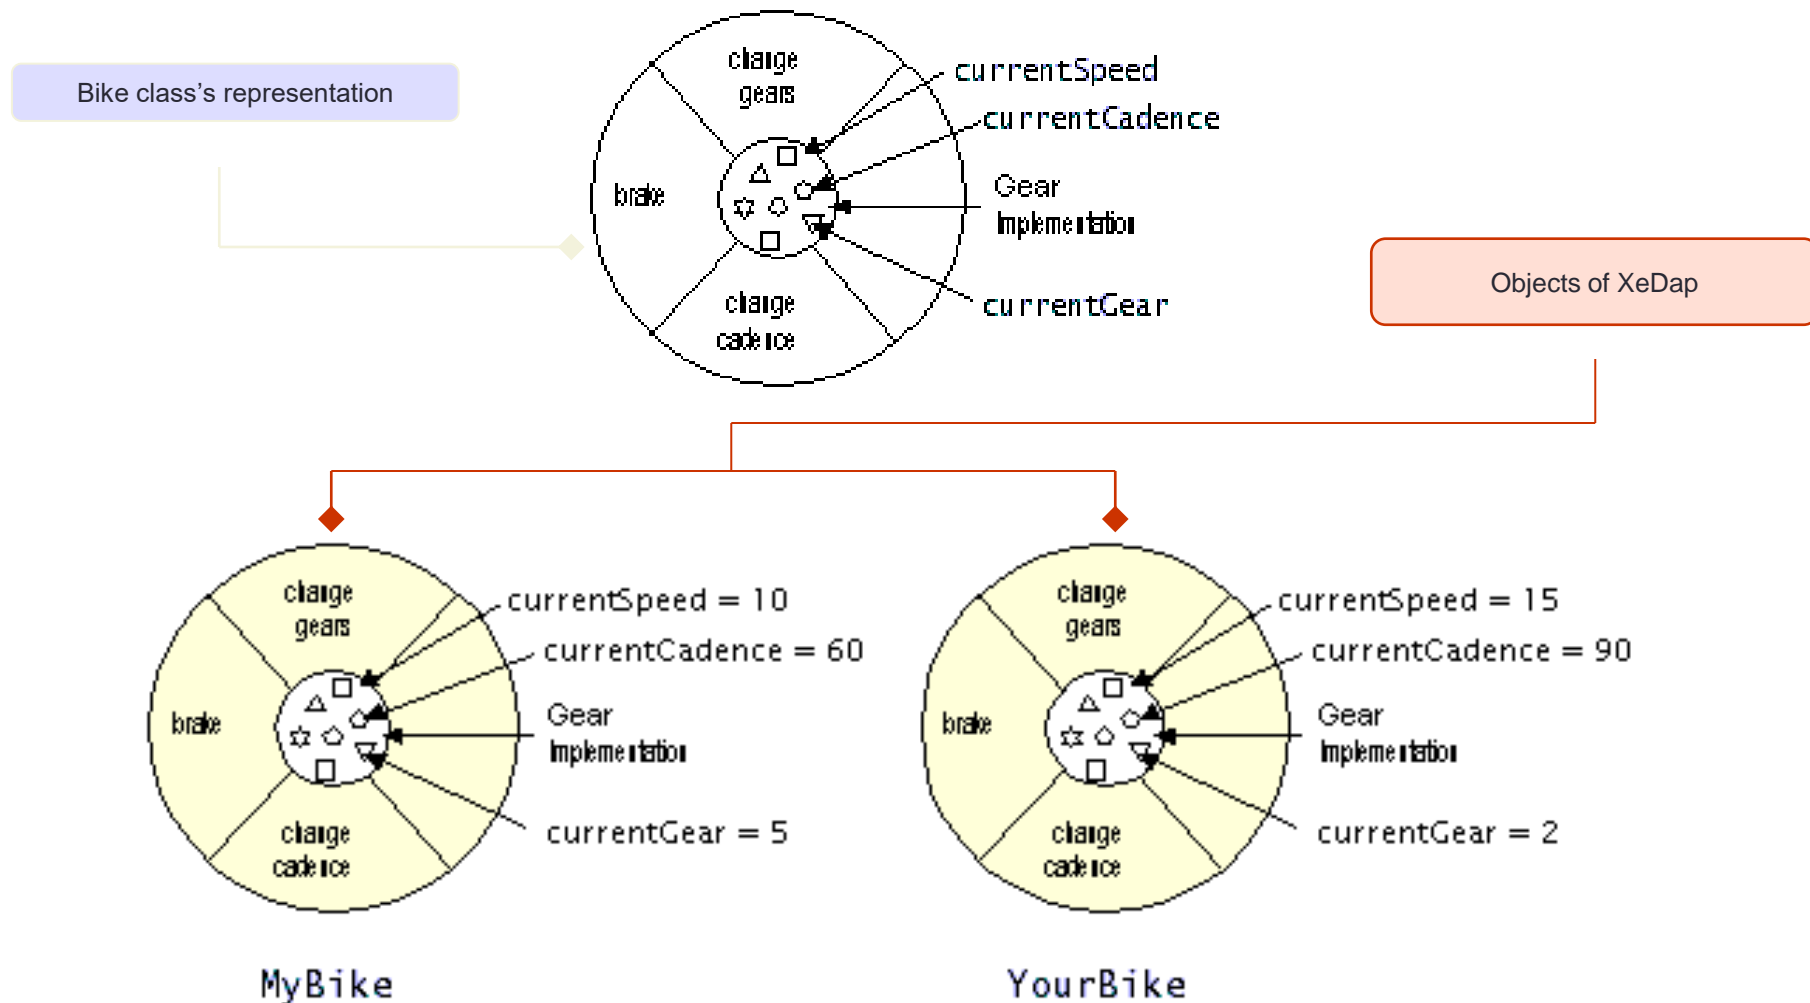 Bike class's representation
change
gears
currentSpeed
currentCadence
brake
Gear
Implementation
change
cadence
currentGear
Objects of XeDap
change
gears
currentSpeed = 10
currentCadence = 60
brake
Gear
Implementation
change
cadence
currentGear = 5
MyBike
change
gears
currentSpeed = 15
currentCadence = 90
brake
Gear
Implementation
change
cadence
currentGear = 2
YourBike